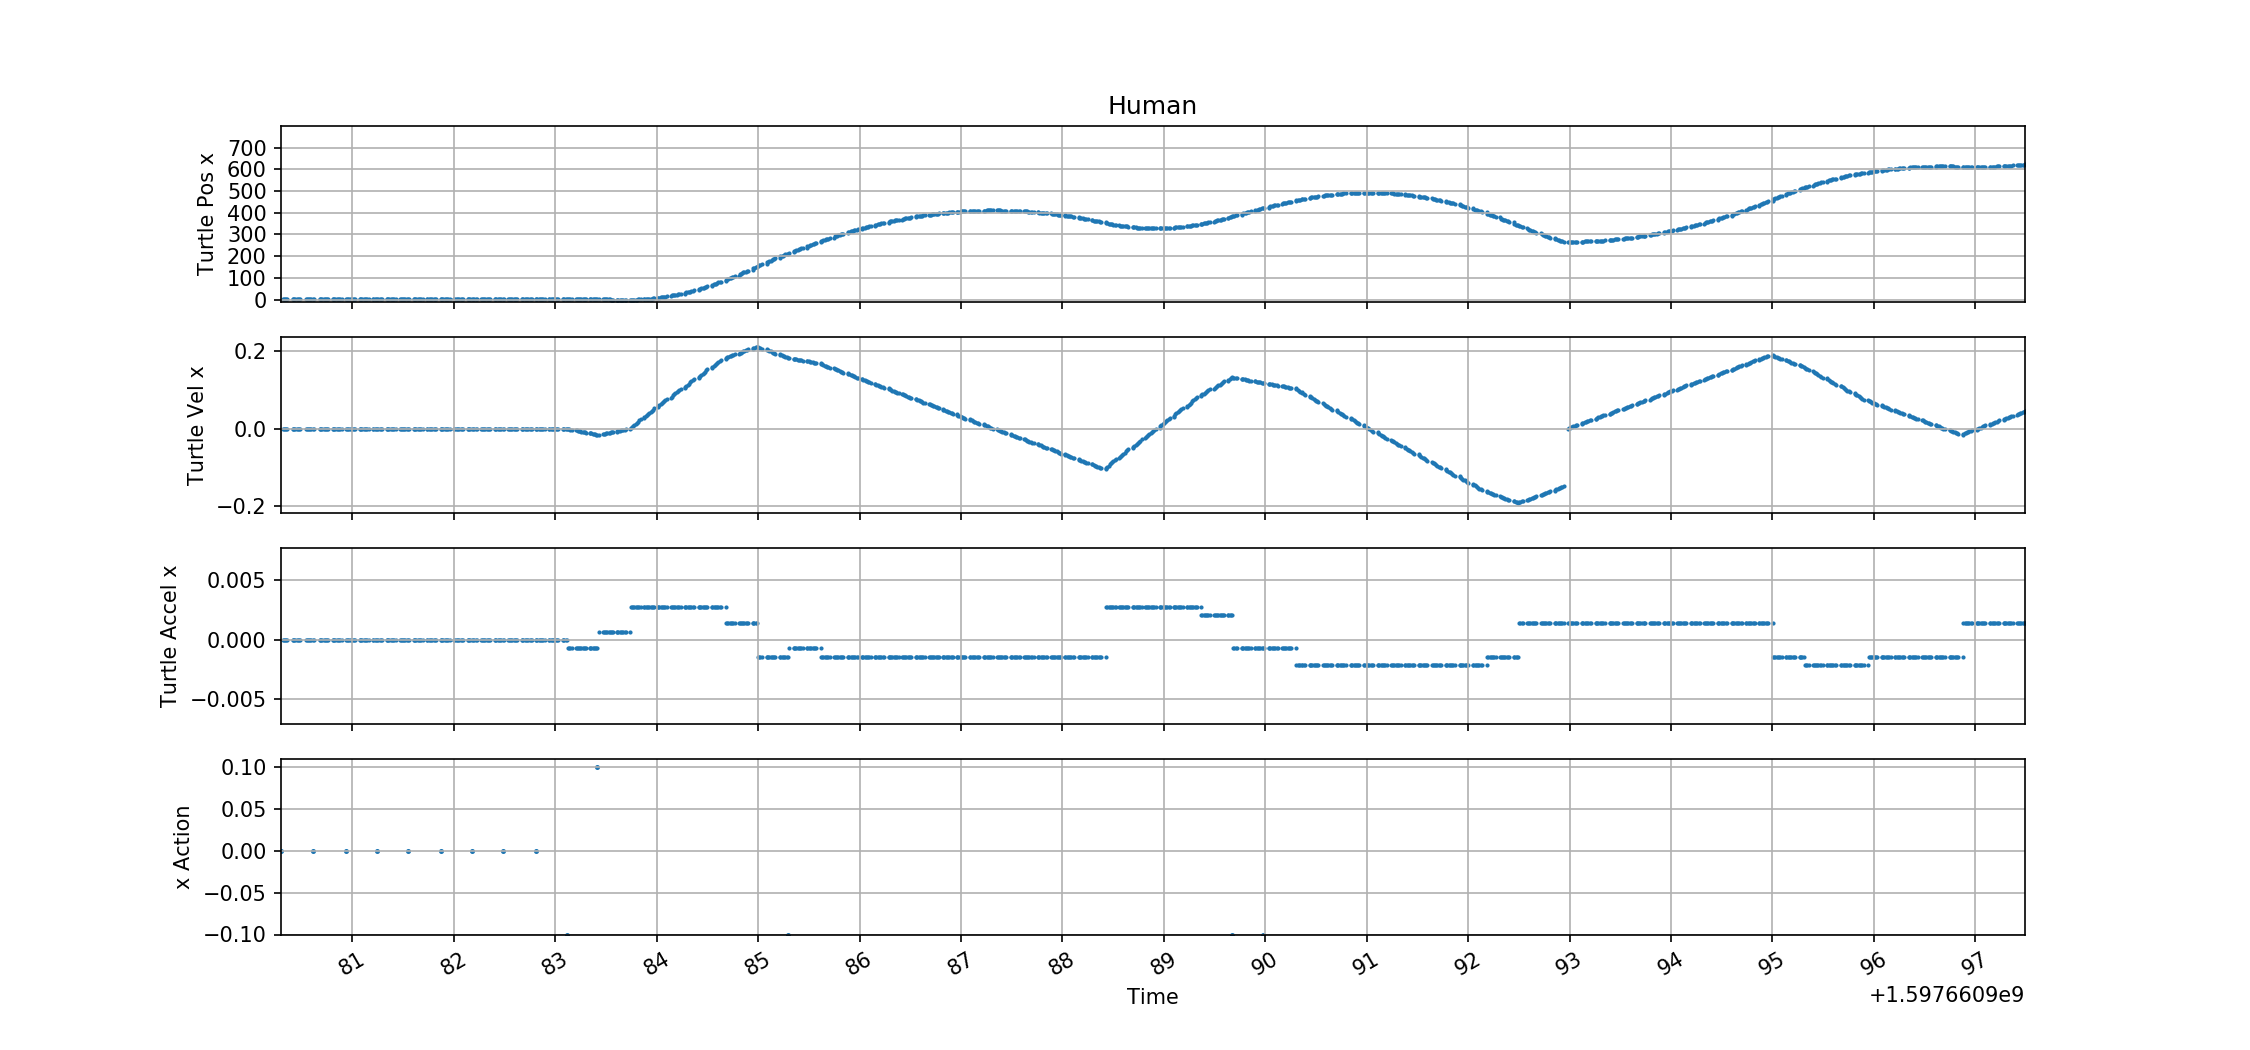 Human
Turtle Pos x
700
600
500
400
300
200
100
0
Turtle Vel x
0.2
0.0
−0.2
Turtle Accel x
0.005
0.000
−0.005
x Action
0.10
0.05
0.00
−0.05
−0.10
81 82 83 84 85 86 87 88 89 90 91 92 93 94 95 96 97
Time
+1.5976609e9